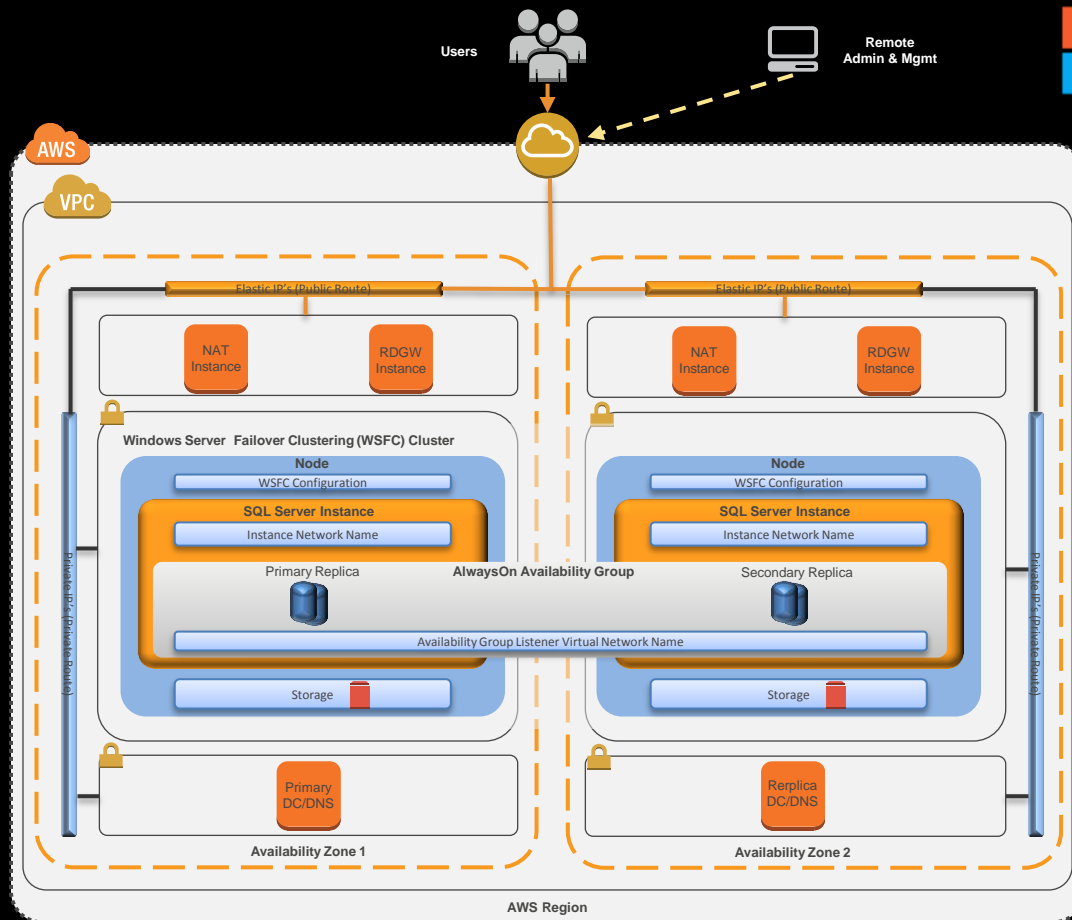 Users
Remote
Admin & Mgmt
AWS
VPC
Elastic IP's (Public Route)
Elastic IP's (Public Route)
NAT
Instance
RDGW
Instance
NAT
Instance
RDGW
Instance
Windows Server Failover Clustering (WSFC) Cluster
Node
WSFC Configuration
SQL Server Instance
Instance Network Name
Node
WSFC Configuration
SQL Server Instance
Instance Network Name
Primary Replica
AlwaysOn Availability Group
Secondary Replica
Availability Group Listener Virtual Network Name
Storage
Storage
Private IP's (Private Route)
Private IP's (Private Route)
Primary
DC/DNS
Rerplica
DC/DNS
Availability Zone 1
Availability Zone 2
AWS Region